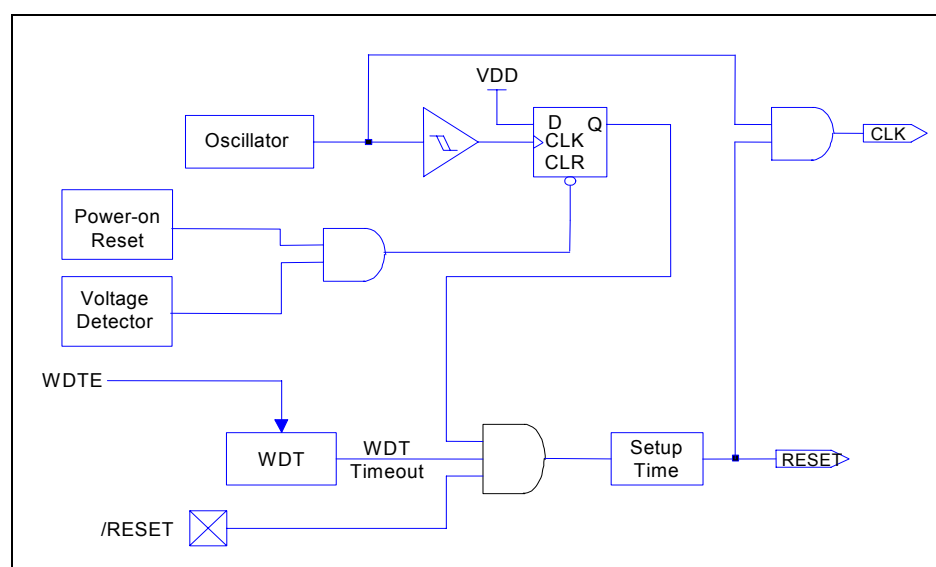 VDD
Oscillator
D Q
CLK
CLR
CLK
Power-on
Reset
Voltage
Detector
WDTE
WDT
WDT
Timeout
Setup
Time
RESET
/RESET